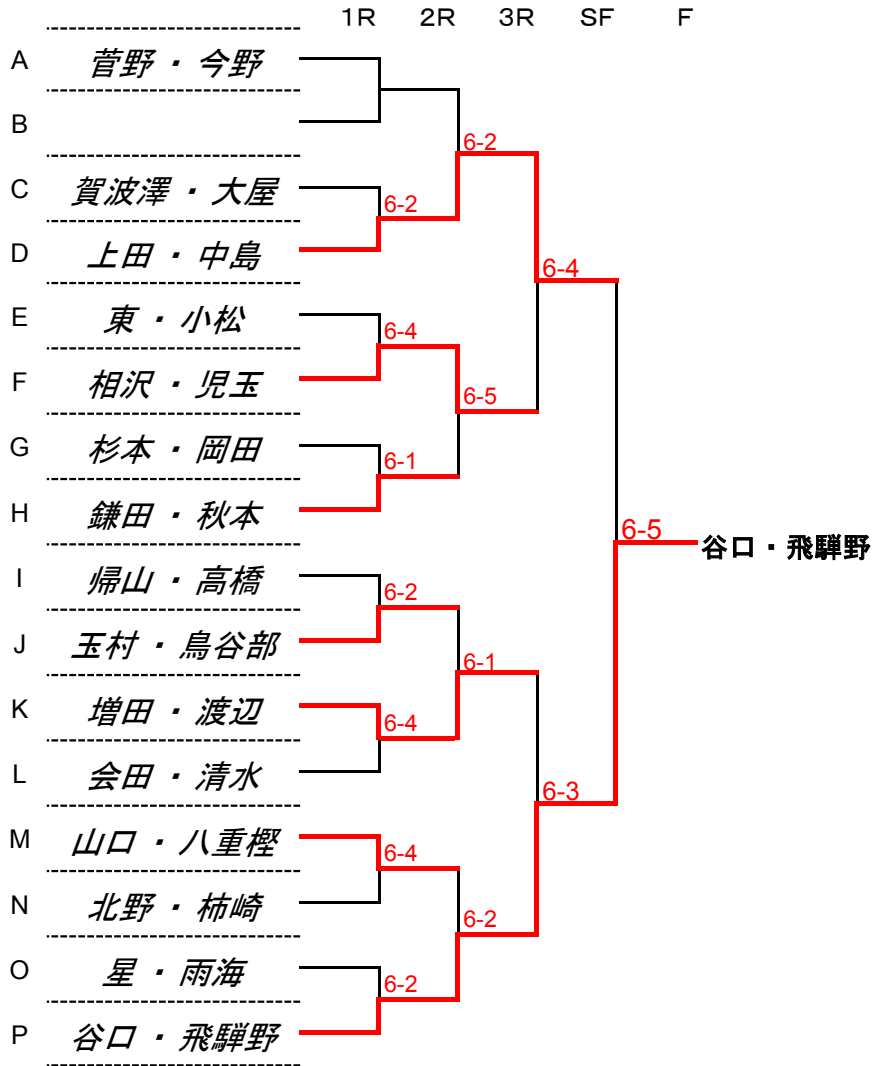 1R 2R 3R SF F
A 菅野・今野
B
6-2
C 賀波澤・大屋
6-2
D 上田・中島
6-4
E 東・小松
6-4
F 相沢・児玉
6-5
G 杉本・岡田
6-1
H 鎌田・秋本
6-5 谷口・飛騨野
I 帰山・高橋
6-2
J 玉村・鳥谷部
6-1
K 増田・渡辺
6-4
L 会田・清水
6-3
M 山口・八重樫
6-4
N 北野・柿崎
6-2
O 星・雨海
6-2
P 谷口・飛騨野